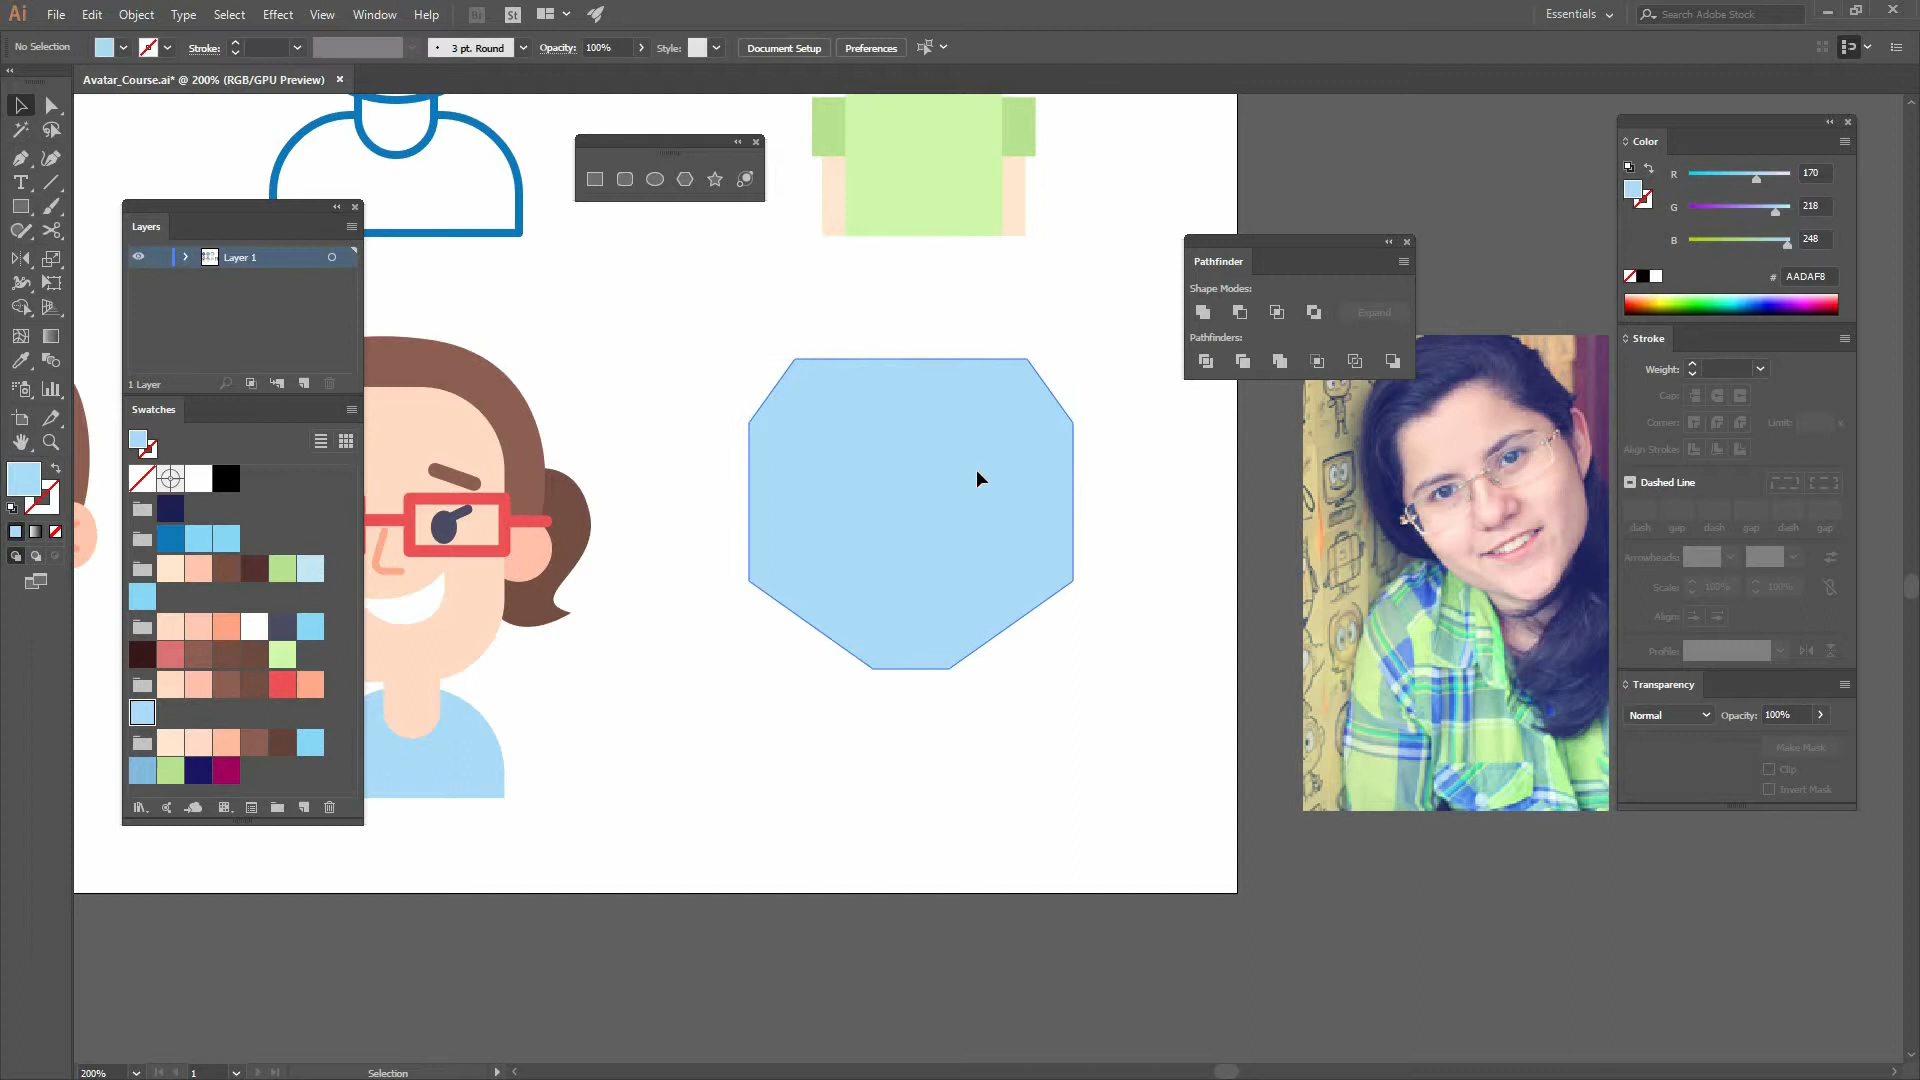 Ai File Edit Object Type Select Effect View Window Help Br St Essentials Search Adobe Stock
No Selection Stroke: 3 pt. Round Opacity: 100% Style: Document Setup Preferences
Avatar_Course.ai* @ 200% (RGB/GPU Preview)
Layers
Layer 1
1 Layer
Swatches
Pathfinder
Shape Modes:
Expand
Pathfinders:
Color
R 170
G 218
B 248
# AADAF8
Stroke
Weight:
Cap:
Corner: Limit: x
Align Stroke:
Dashed Line
dash gap dash gap dash gap
Arrowheads:
Scale: 100% 100%
Align:
Profile:
Transparency
Normal Opacity: 100%
Make Mask
Clip
Invert Mask
200% 1 Selection